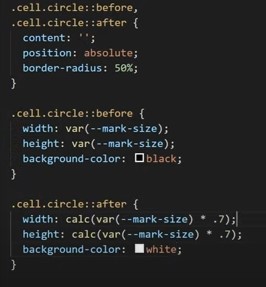 .cell.circle::before,
.cell.circle::after {
  content: '';
  position: absolute;
  border-radius: 50%;
}

.cell.circle::before {
  width: var(--mark-size);
  height: var(--mark-size);
  background-color: black;
}

.cell.circle::after {
  width: calc(var(--mark-size) * .7);
  height: calc(var(--mark-size) * .7);
  background-color: white;
}